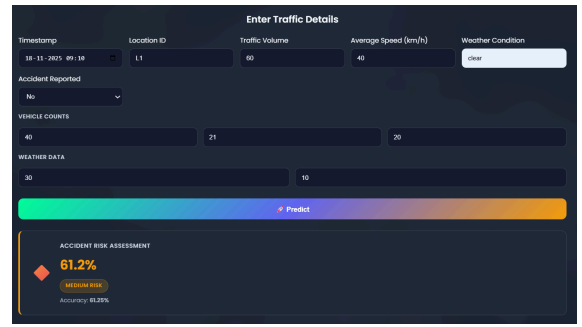 Enter Traffic Details
Timestamp Location ID Traffic Volume Average Speed (km/h) Weather Condition
18-11-2025 09:10 L1 60 40 clear
Accident Reported
No
VEHICLE COUNTS
40 21 20
WEATHER DATA
30 10
🚀 Predict
ACCIDENT RISK ASSESSMENT
61.2%
MEDIUM RISK
Accuracy: 61.25%